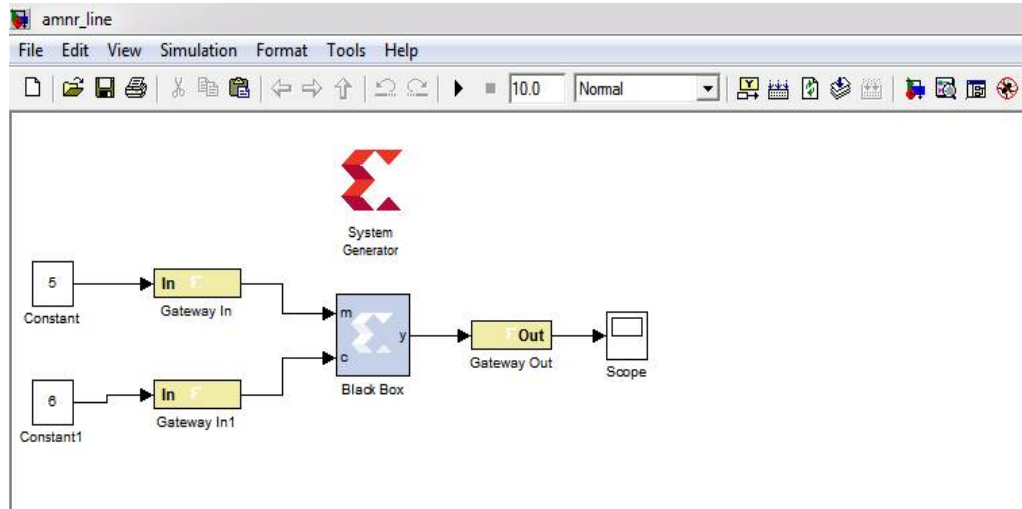 amnr_line
File Edit View Simulation Format Tools Help
10.0 Normal
System
Generator
5
Constant
In
Gateway In
m
c
y
Black Box
Out
Gateway Out
Scope
6
Constant1
In
Gateway In1